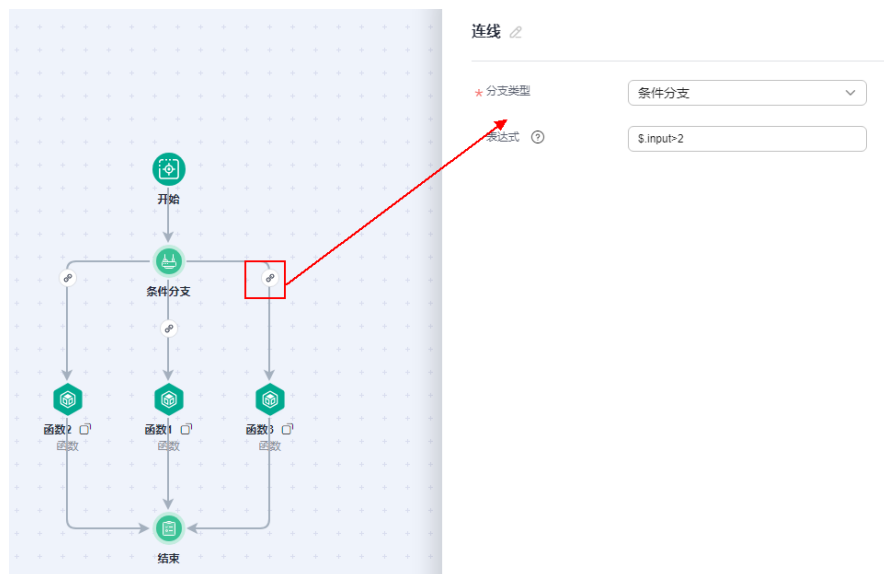 连线
* 分支类型
条件分支
表达式 ?
$.input>2
开始
条件分支
函数2
函数
函数1
函数
函数3
函数
结束